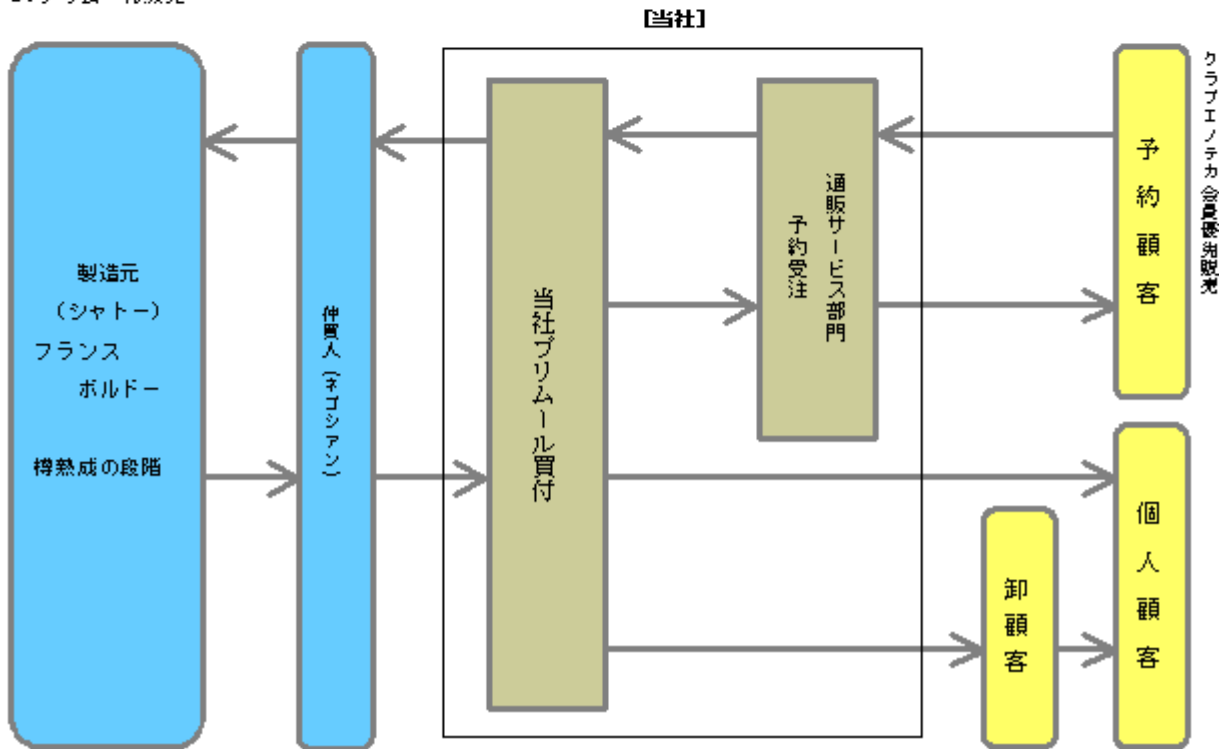 [当社]
製造元
(シャトー)
フランス
ボルドー
樽熟成の段階
仲買人(ネゴシアン)
当社プリムール買付
通販サービス部門
予約受注
予約顧客
クラブエノテカ会員優先販売
卸顧客
個人顧客